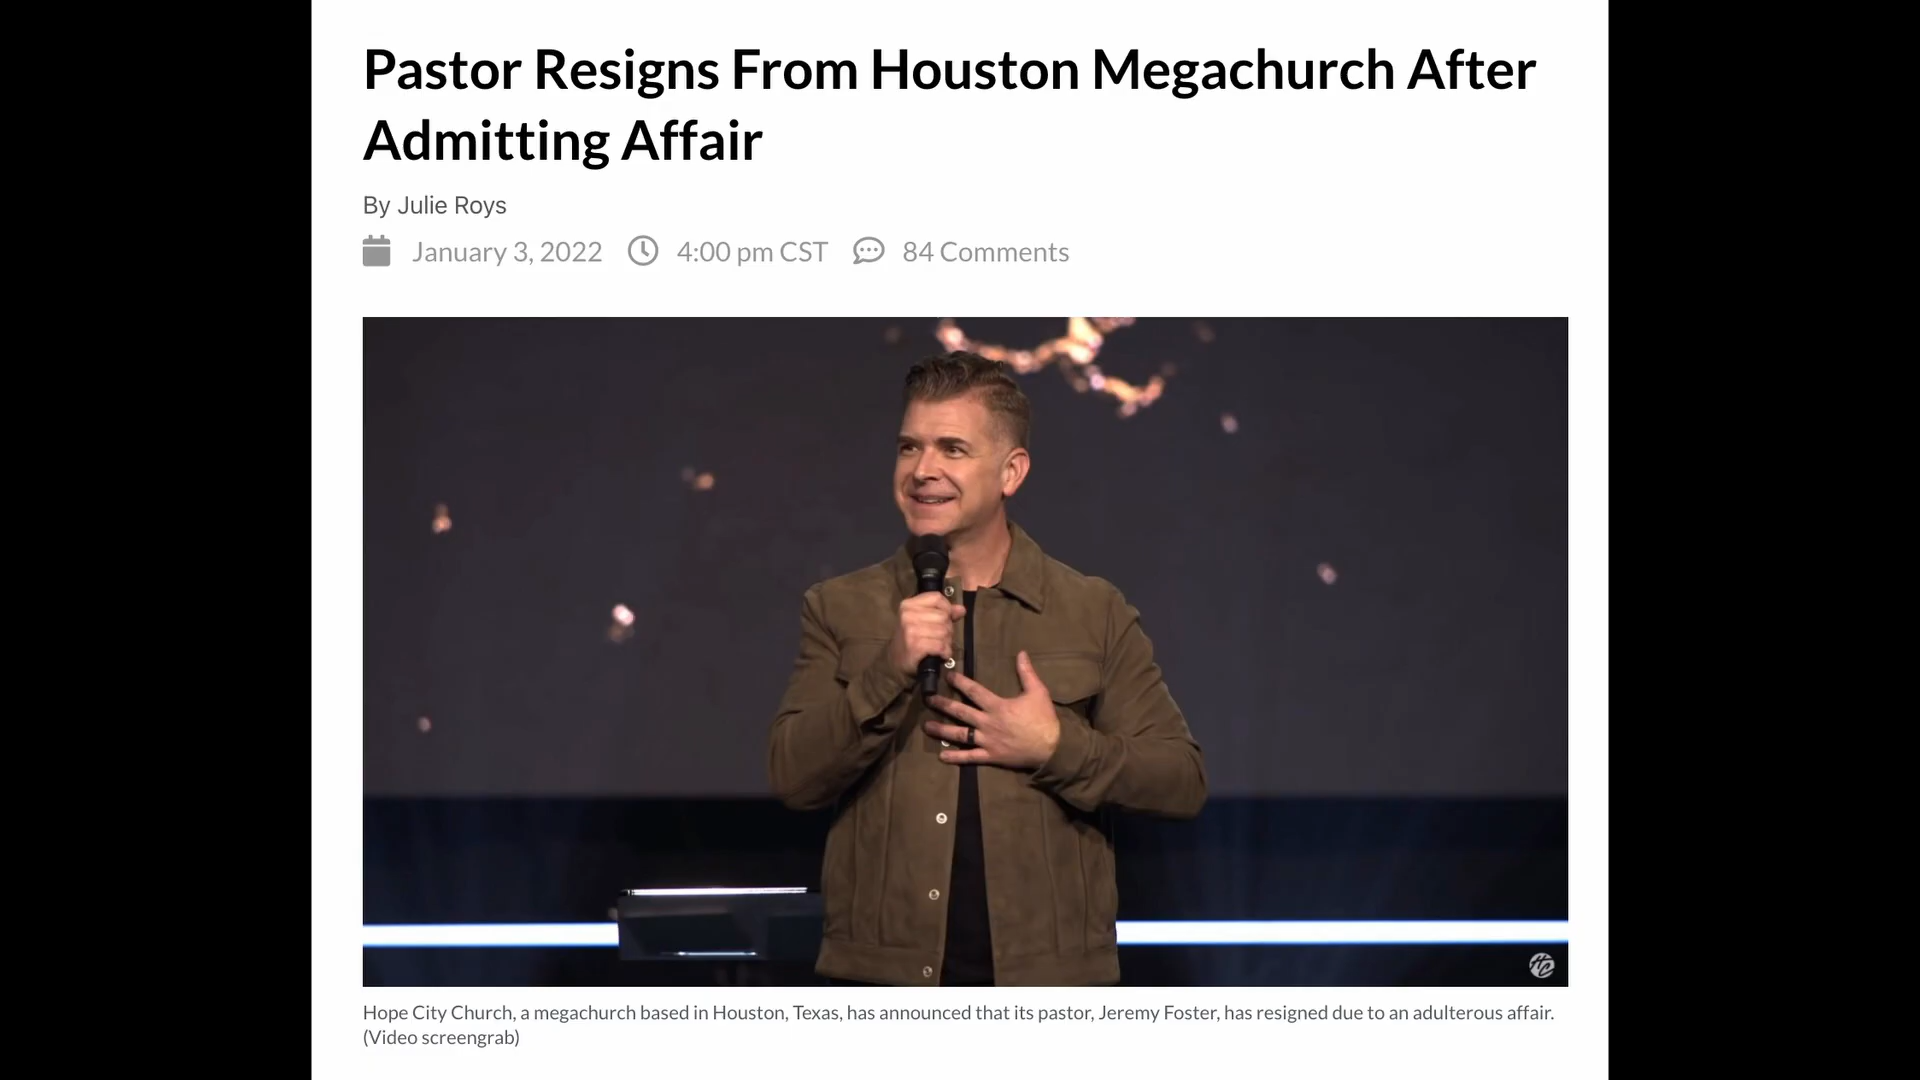 Pastor Resigns From Houston Megachurch After
Admitting Affair
By Julie Roys
January 3, 2022 4:00 pm CST 84 Comments
Hope City Church, a megachurch based in Houston, Texas, has announced that its pastor, Jeremy Foster, has resigned due to an adulterous affair.
(Video screengrab)